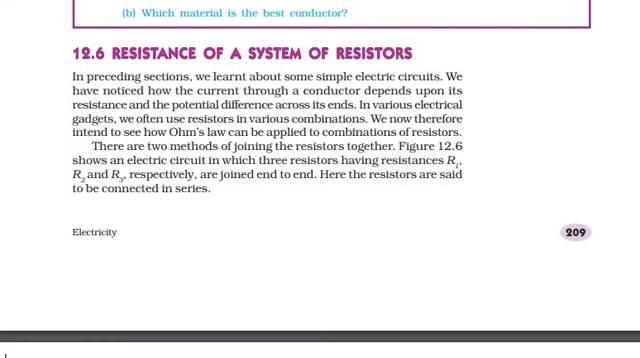 (b) Which material is the best conductor?
12.6 RESISTANCE OF A SYSTEM OF RESISTORS
In preceding sections, we learnt about some simple electric circuits. We
have noticed how the current through a conductor depends upon its
resistance and the potential difference across its ends. In various electrical
gadgets, we often use resistors in various combinations. We now therefore
intend to see how Ohm's law can be applied to combinations of resistors.
There are two methods of joining the resistors together. Figure 12.6
shows an electric circuit in which three resistors having resistances R₁,
R₂ and R₃, respectively, are joined end to end. Here the resistors are said
to be connected in series.
Electricity 209